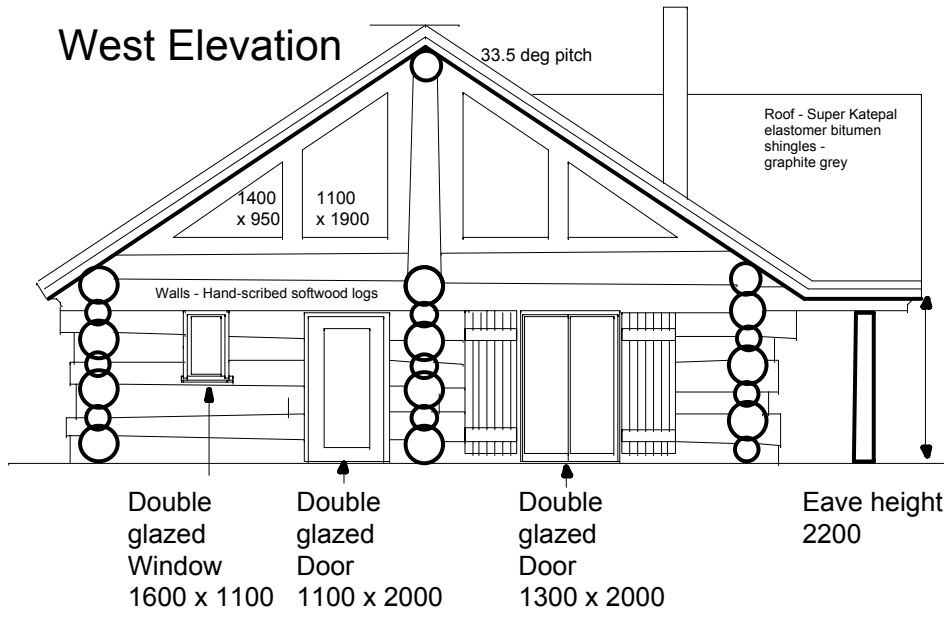 West Elevation
33.5 deg pitch
Roof - Super Katepal
elastomer bitumen
shingles -
graphite grey
1400
x 950
1100
x 1900
Walls - Hand-scribed softwood logs
Double
glazed
Window
1600 x 1100
Double
glazed
Door
1100 x 2000
Double
glazed
Door
1300 x 2000
Eave height
2200